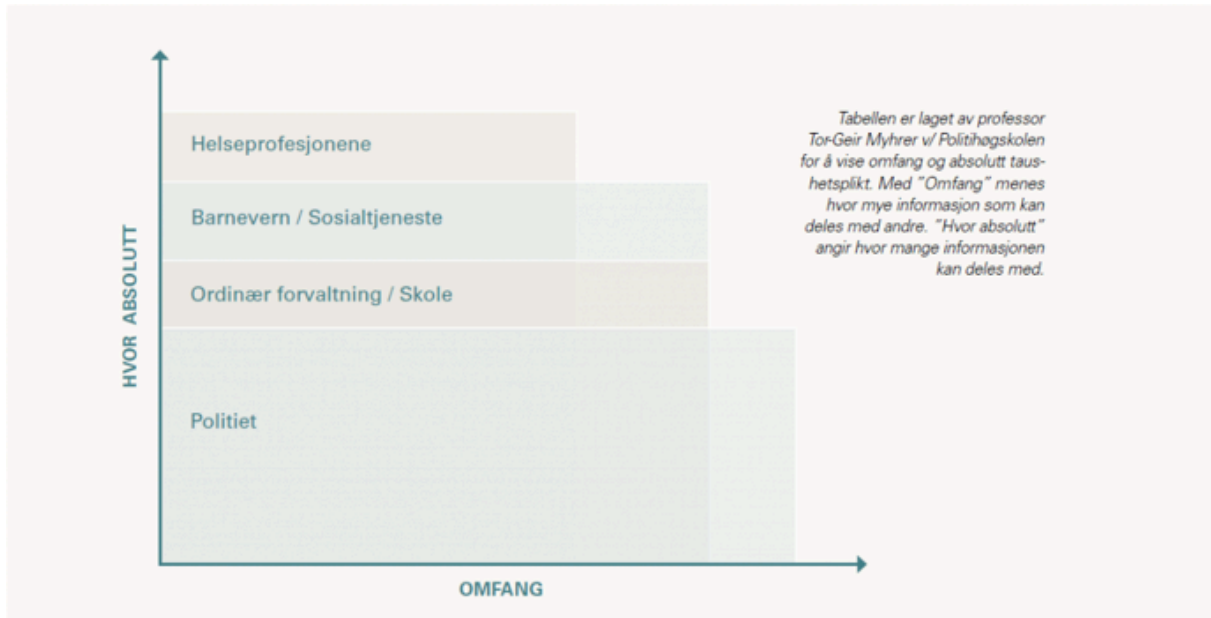 Helseprofesjonene
Barnevern / Sosialtjeneste
Ordinær forvaltning / Skole
Politiet
HVOR ABSOLUTT
OMFANG
Tabellen er laget av professor
Tor-Geir Myhrer v/ Politihøgskolen
for å vise omfang og absolutt taus-
hetsplikt. Med ”Omfang” menes
hvor mye informasjon som kan
deles med andre. ”Hvor absolutt”
angir hvor mange informasjonen
kan deles med.